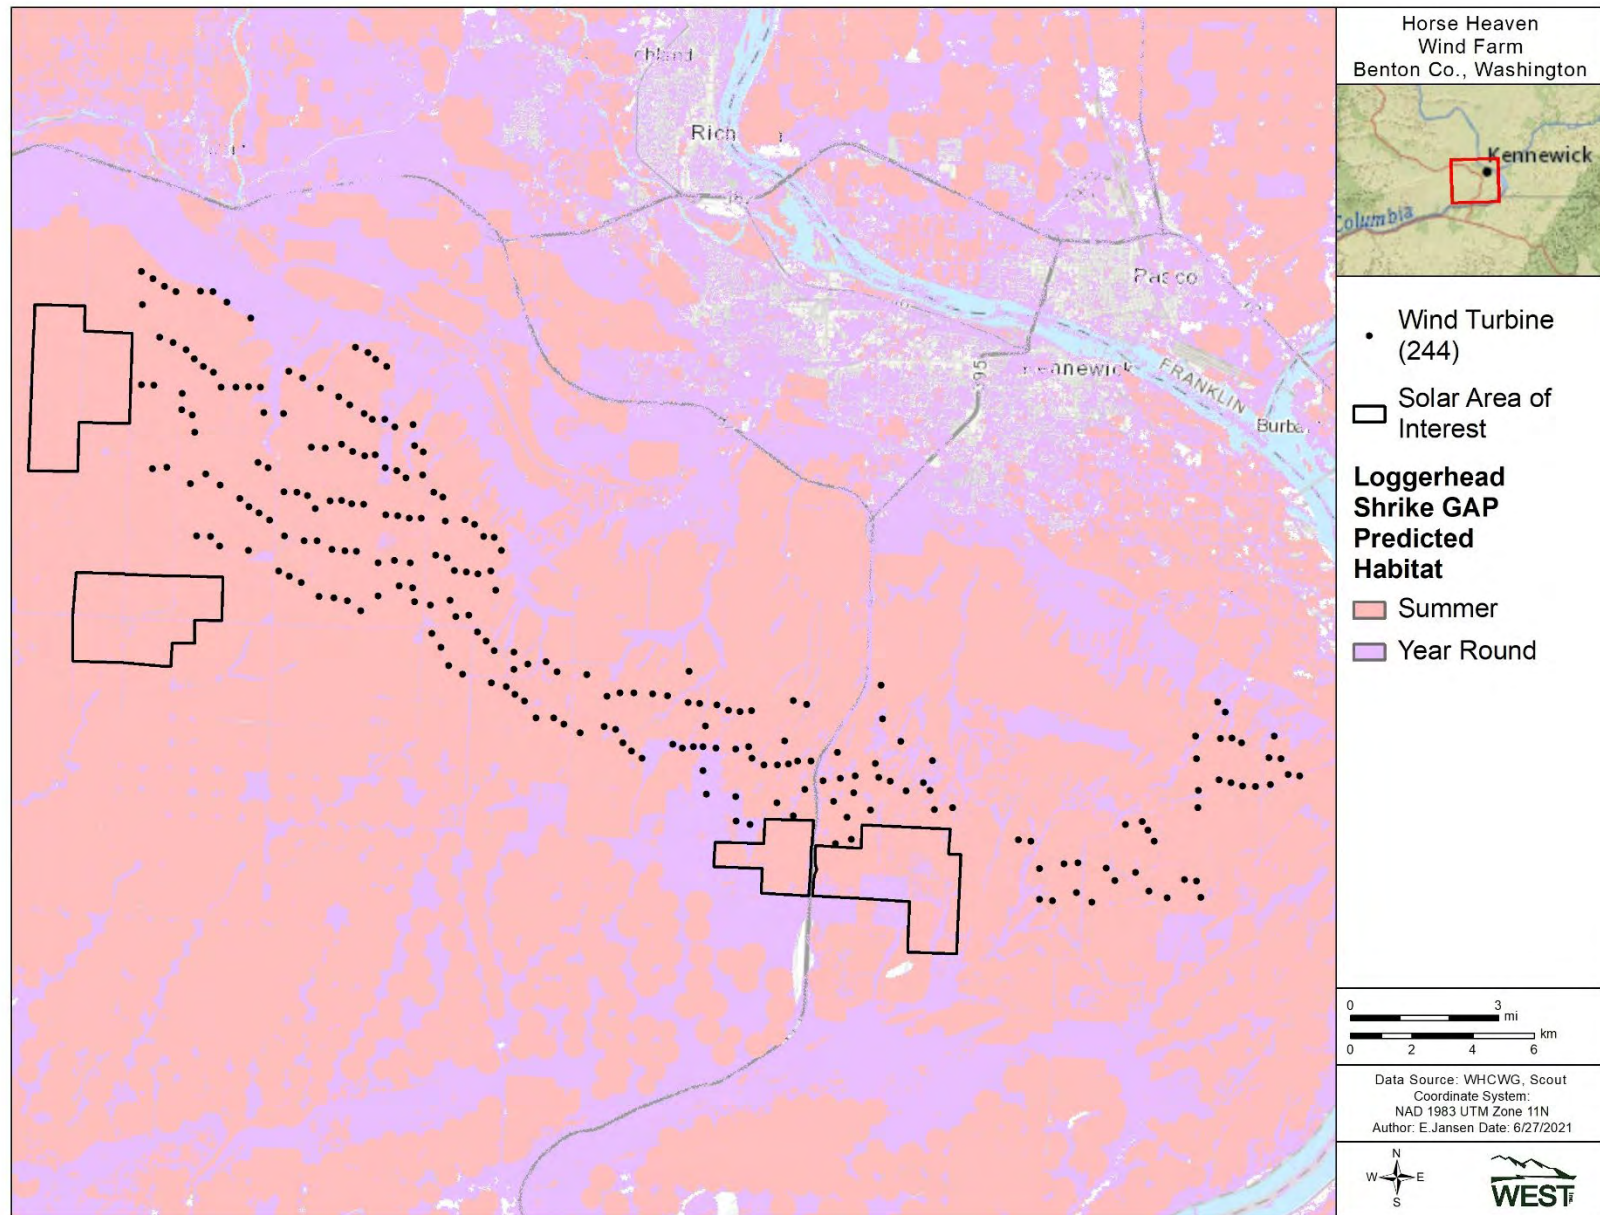 Horse Heaven
Wind Farm
Benton Co., Washington
Kennewick
Columbia
Rich
Pasco
95
FRANKLIN
Wind Turbine
(244)
Solar Area of
Interest
Loggerhead
Shrike GAP
Predicted
Habitat
Summer
Year Round
0 3
mi
km
0 2 4 6
Data Source: WHCWG, Scout
Coordinate System:
NAD 1983 UTM Zone 11N
Author: E.Jansen Date: 6/27/2021
N
W E
S
WEST